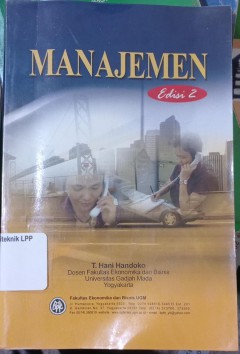 MANAJEMEN
Edisi 2
T. Hani Handoko
Dosen Fakultas Ekonomika dan Bisnis
Universitas Gadjah Mada
Yogyakarta
teknik LPP
Fakultas Ekonomika dan Bisnis UGM